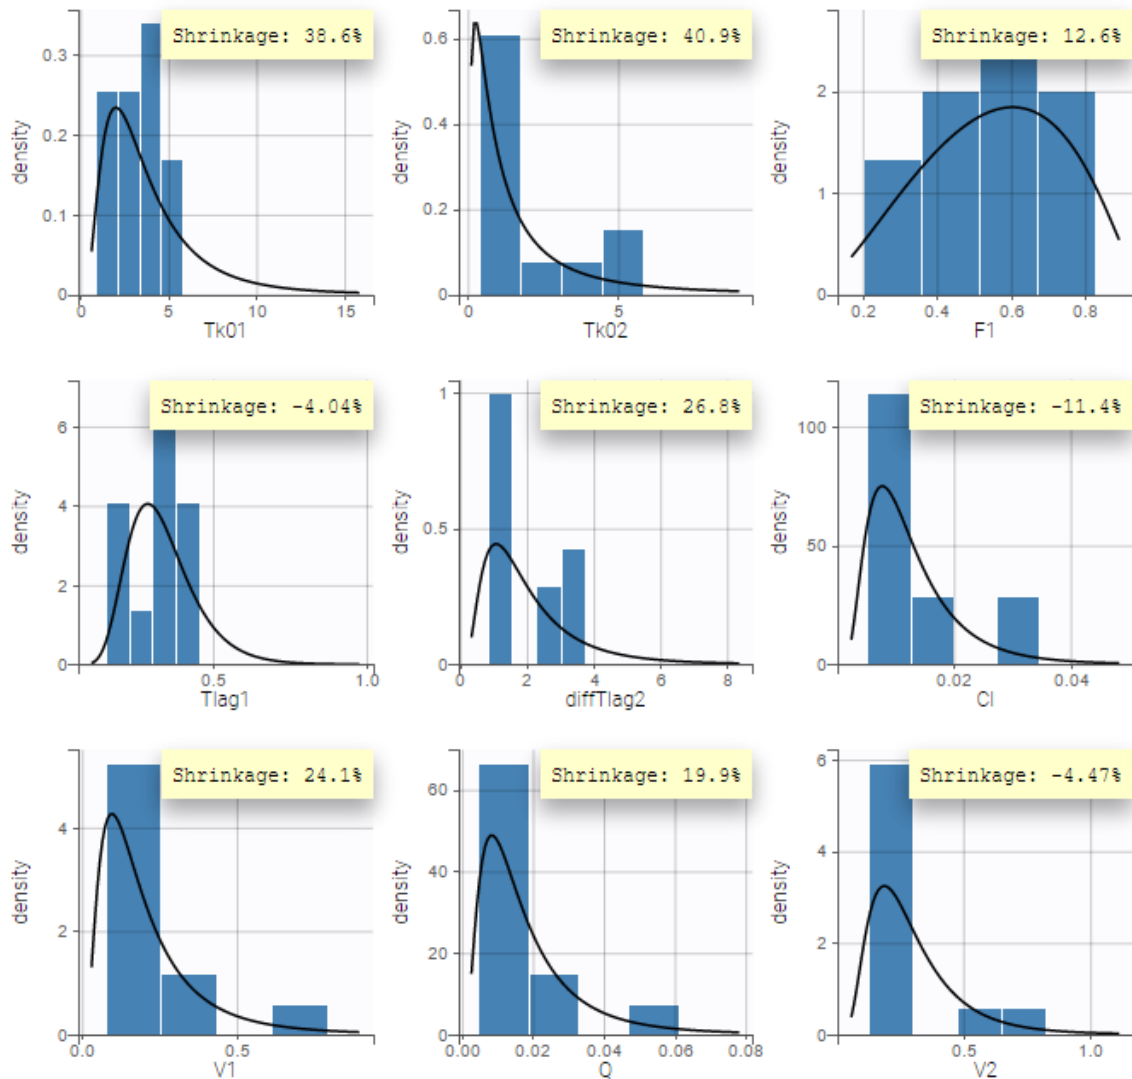 Shrinkage: 38.6%
0.3
0.2
0.1
0
density
0
5
10
15
Tk01
Shrinkage: 40.9%
0.6
0.4
0.2
0
density
0
5
Tk02
Shrinkage: 12.6%
2
1
0
density
0.2
0.4
0.6
0.8
F1
Shrinkage: -4.04%
6
4
2
0
density
0.5
1.0
Tlag1
Shrinkage: 26.8%
1
0.5
0
density
0
2
4
6
8
diffTlag2
Shrinkage: -11.4%
100
50
0
density
0.02
0.04
Cl
Shrinkage: 24.1%
4
2
0
density
0.0
0.5
V1
Shrinkage: 19.9%
60
40
20
0
density
0.00
0.02
0.04
0.06
0.08
Q
Shrinkage: -4.47%
6
4
2
0
density
0.5
1.0
V2